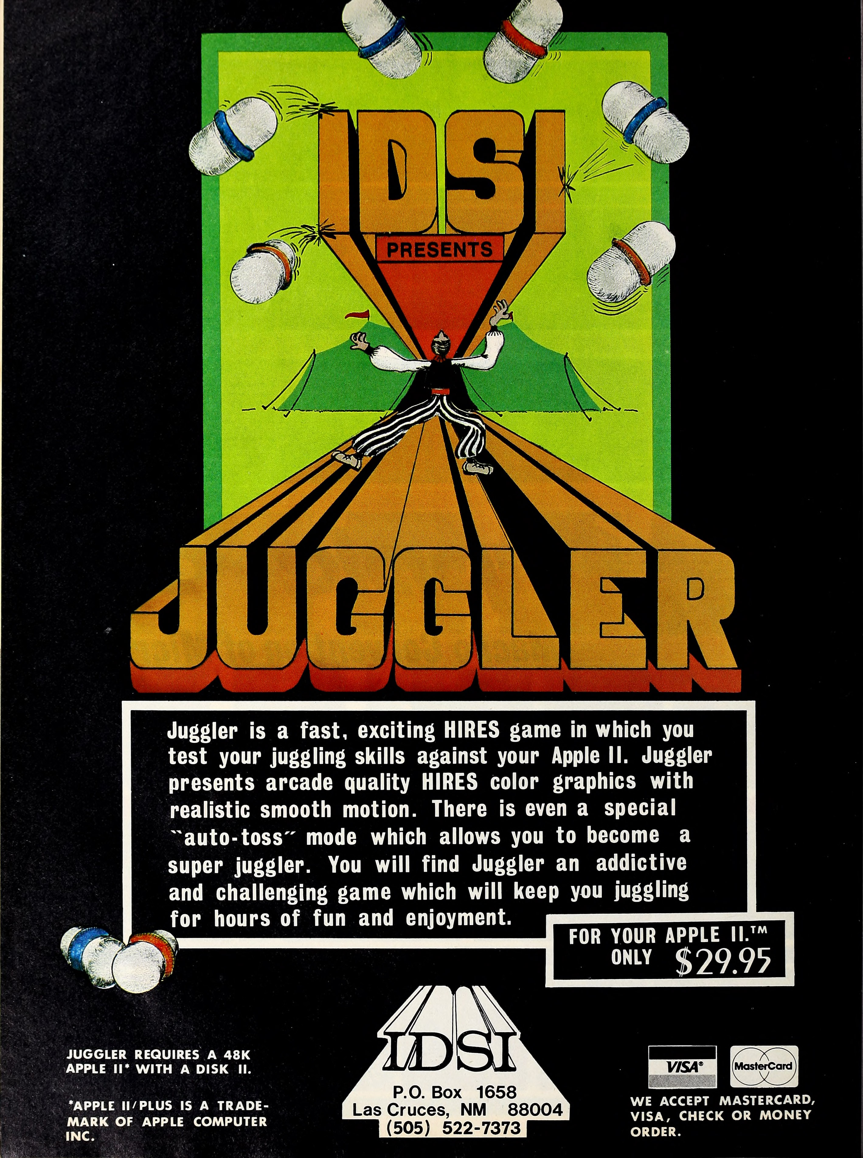 IDSI
PRESENTS
JUGGLER
Juggler is a fast, exciting HIRES game in which you
test your juggling skills against your Apple II. Juggler
presents arcade quality HIRES color graphics with
realistic smooth motion. There is even a special
``auto-toss´´ mode which allows you to become a
super juggler. You will find Juggler an addictive
and challenging game which will keep you juggling
for hours of fun and enjoyment.
FOR YOUR APPLE II.™
ONLY $29.95
JUGGLER REQUIRES A 48K
APPLE II* WITH A DISK II.
*APPLE II/PLUS IS A TRADE-
MARK OF APPLE COMPUTER
INC.
IDSI
P.O. Box 1658
Las Cruces, NM 88004
(505) 522-7373
VISA® MasterCard
WE ACCEPT MASTERCARD,
VISA, CHECK OR MONEY
ORDER.